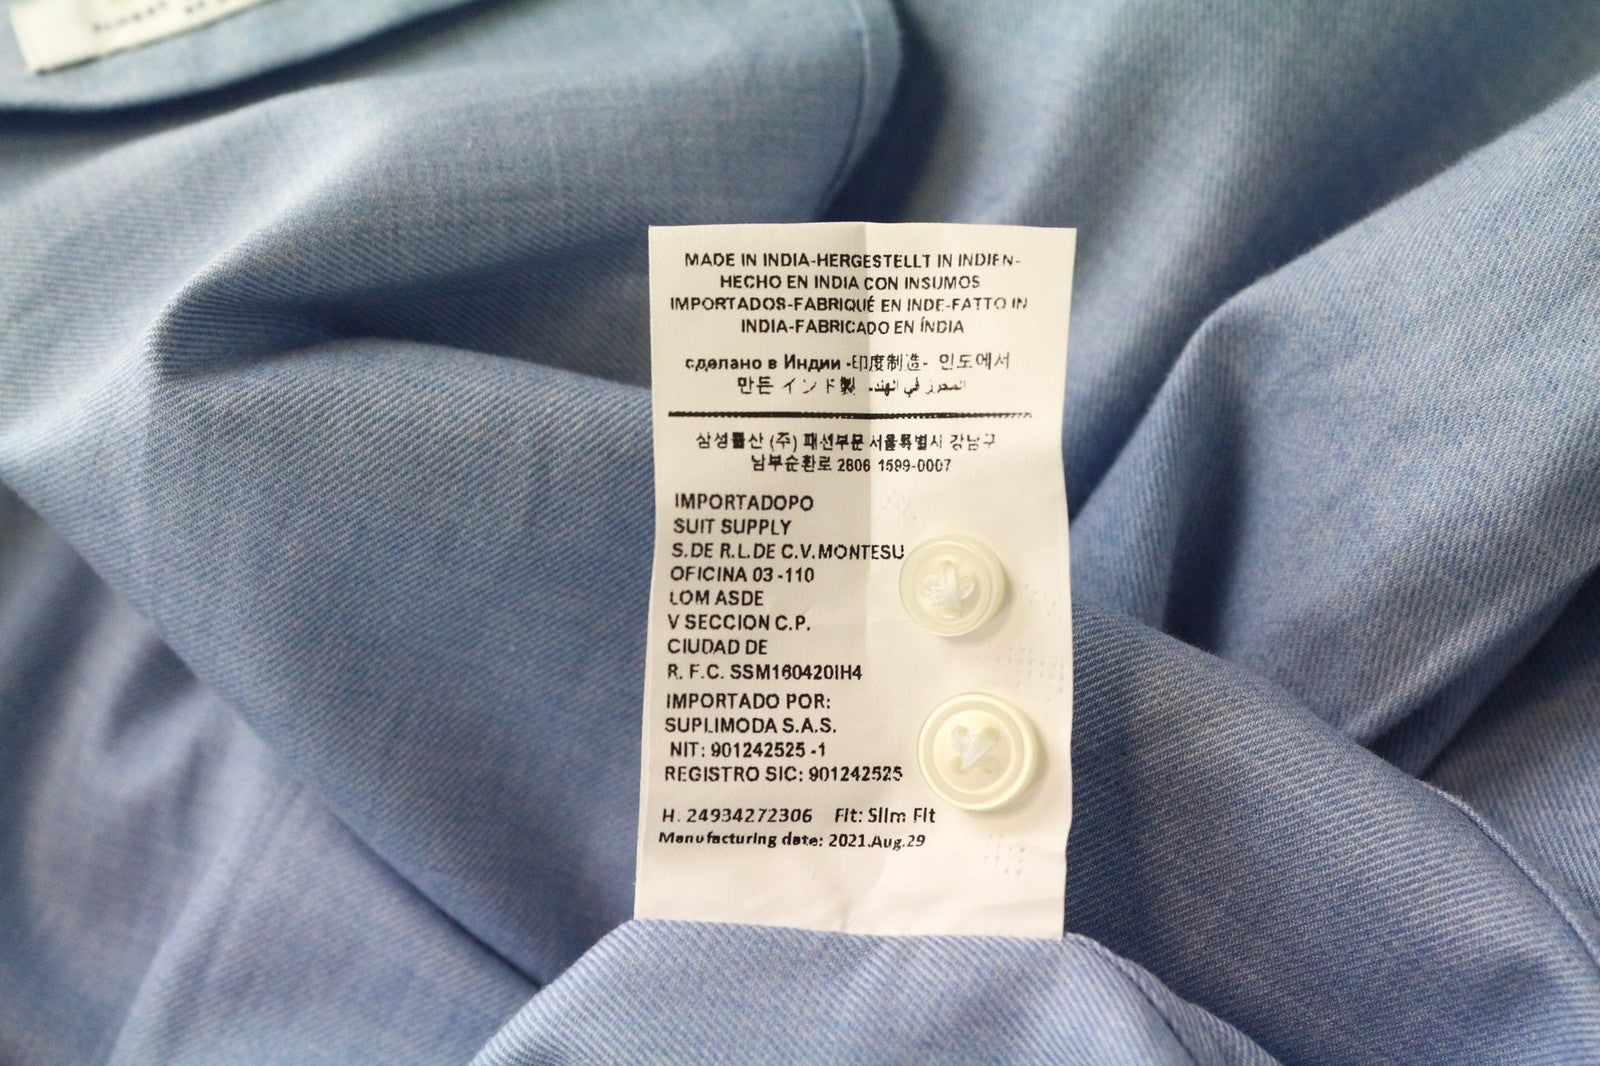 MADE IN INDIA-HERGESTELLT IN INDIEN-
HECHO EN INDIA CON INSUMOS
IMPORTADOS-FABRIQUÉ EN INDE-FATTO IN
INDIA-FABRICADO EN ÍNDIA
сделано в Индии -印度制造- 인도에서
만든 インド製 في الهند.
삼성물산 (주) 패션부문 서울특별시 강남구
남부순환로 2806 1599-0007
IMPORTADOPO
SUIT SUPPLY
S.DE R.L.DE C.V.MONTESU
OFICINA 03 -110
LOM ASDE
V SECCION C.P.
CIUDAD DE
R. F.C. SSM160420IH4
IMPORTADO POR:
SUPLIMODA S.A.S.
NIT: 901242525 -1
REGISTRO SIC: 901242525
H. 24934272306 Fit: Slim Fit
Manufacturing date: 2021.Aug.29